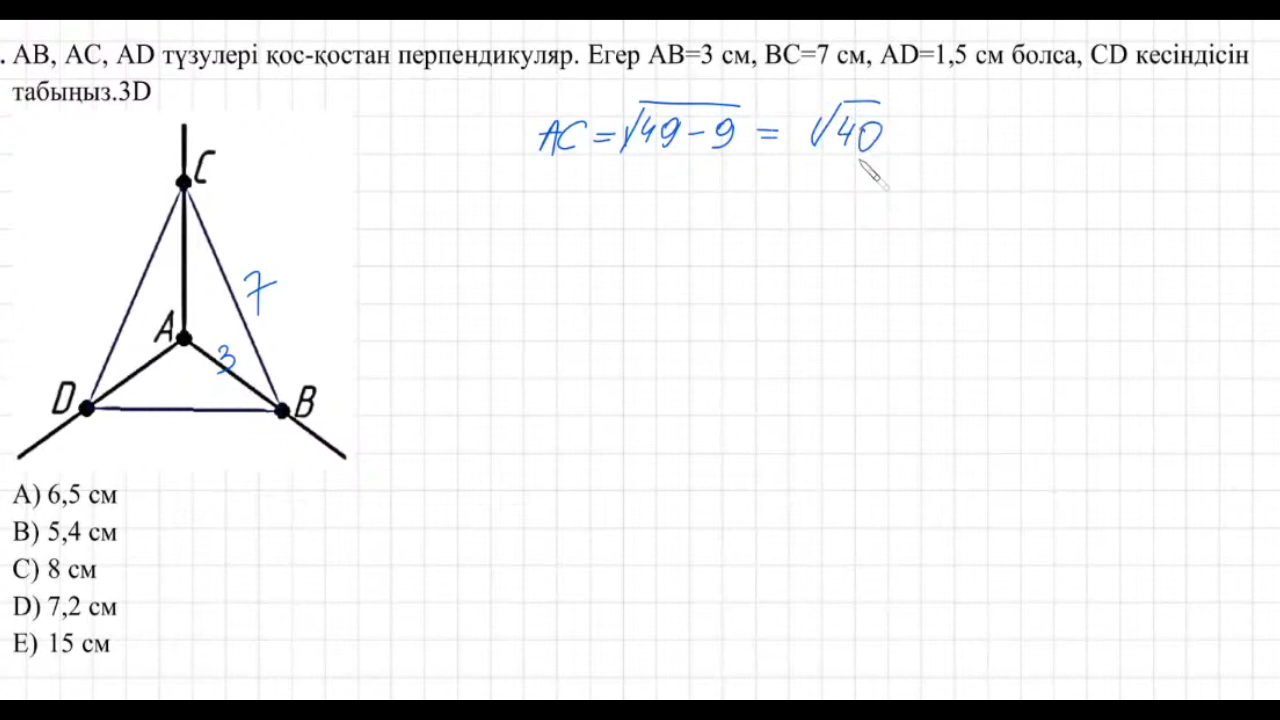 . AB, AC, AD түзулері қос-қостан перпендикуляр. Егер AB=3 см, BC=7 см, AD=1,5 см болса, CD кесіндісін
табыңыз.3D
AC = √49 - 9 = √40
C
7
A
3
D
B
A) 6,5 см
B) 5,4 см
C) 8 см
D) 7,2 см
E) 15 см